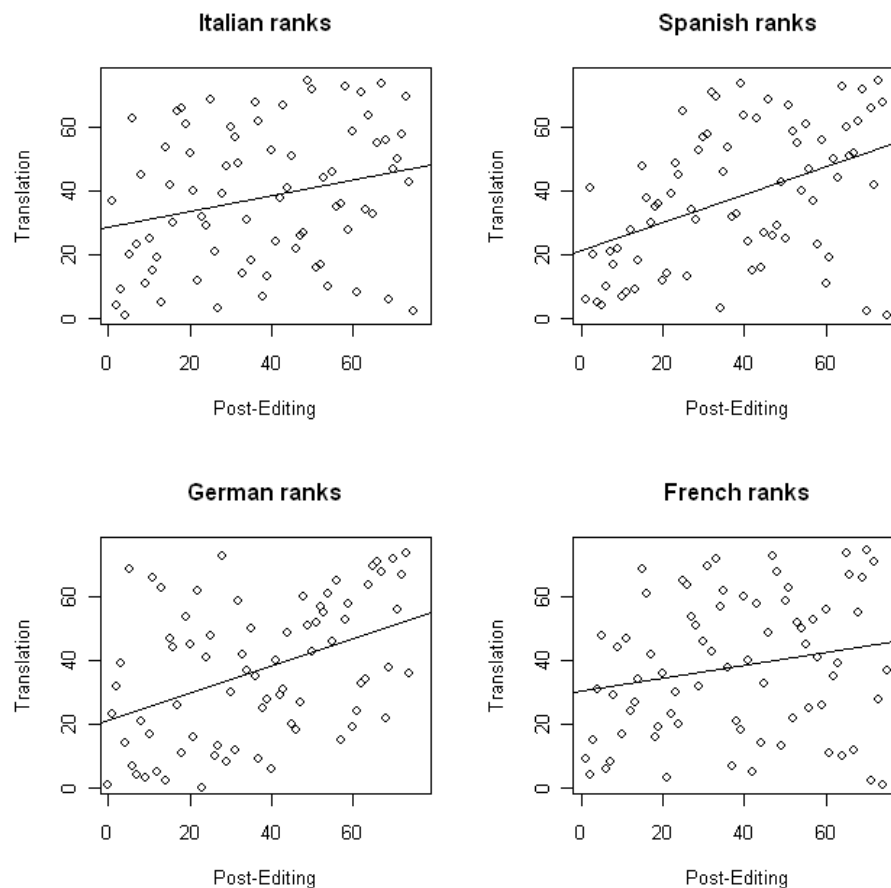 Italian ranks
Translation
60
40
20
0
0 20 40 60
Post-Editing
Spanish ranks
Translation
60
40
20
0
0 20 40 60
Post-Editing
German ranks
Translation
60
40
20
0
0 20 40 60
Post-Editing
French ranks
Translation
60
40
20
0
0 20 40 60
Post-Editing